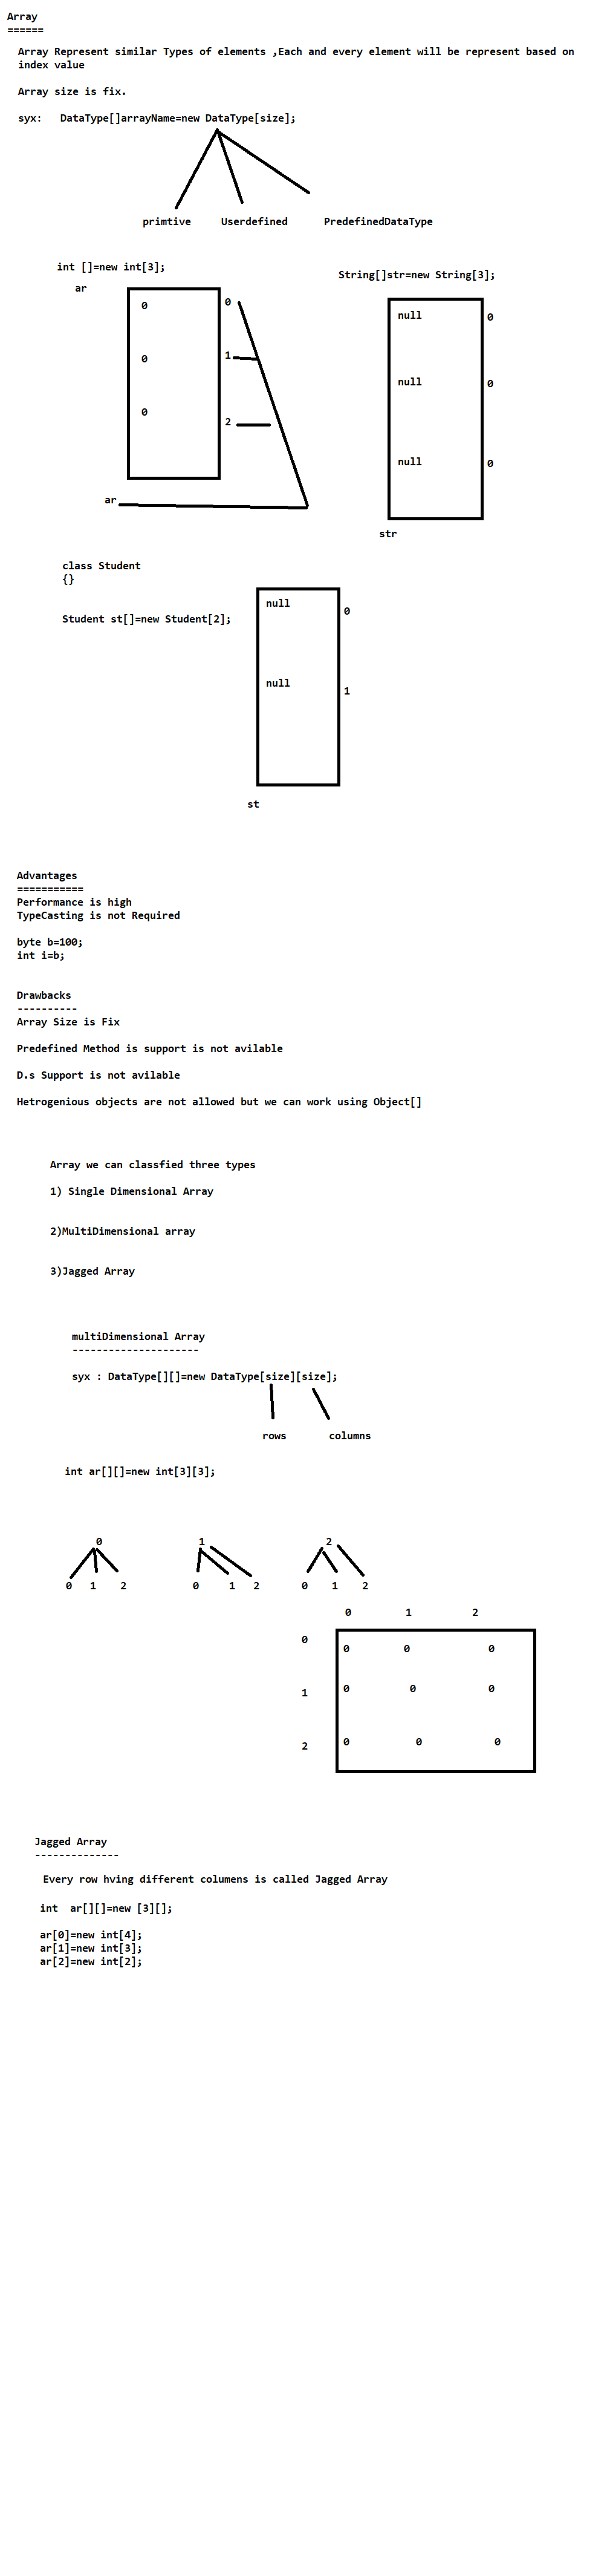 Array
======
Array Represent similar Types of elements ,Each and every element will be represent based on
index value
Array size is fix.
syx:   DataType[]arrayName=new DataType[size];
primtive     Userdefined      PredefinedDataType
int []=new int[3];
ar
0
0
0
0
1
2
ar
String[]str=new String[3];
null
0
null
0
null
0
str
class Student
{}
Student st[]=new Student[2];
null
0
null
1
st
Advantages
===========
Performance is high
TypeCasting is not Required
byte b=100;
int i=b;
Drawbacks
----------
Array Size is Fix
Predefined Method is support is not avilable
D.s Support is not avilable
Hetrogenious objects are not allowed but we can work using Object[]
Array we can classfied three types
1) Single Dimensional Array
2)MultiDimensional array
3)Jagged Array
multiDimensional Array
---------------------
syx : DataType[][]=new DataType[size][size];
rows       columns
int ar[][]=new int[3][3];
0 1 2
0 1 2 0 1 2 0 1 2
0 1 2
0
0 0 0
1
0 0 0
2
0 0 0
Jagged Array
--------------
Every row hving different columens is called Jagged Array
int  ar[][]=new [3][];
ar[0]=new int[4];
ar[1]=new int[3];
ar[2]=new int[2];